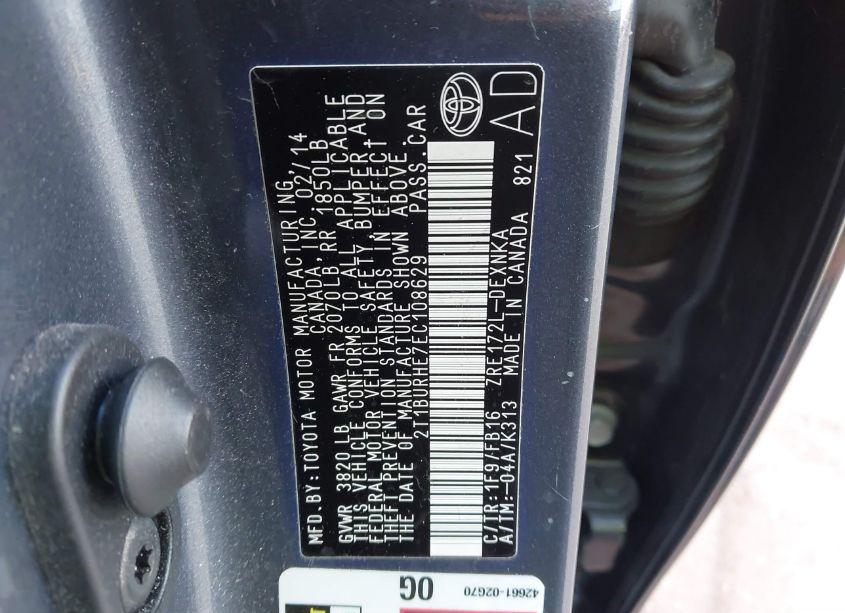 MFD.BY:TOYOTA MOTOR MANUFACTURING,
CANADA,INC.02/14
GVWR 3820 LB GAWR FR 2070LB,RR 1850LB
THIS VEHICLE CONFORMS TO ALL APPLICABLE
FEDERAL MOTOR VEHICLE SAFETY,BUMPER,AND
THEFT PREVENTION STANDARDS IN EFFECT ON
THE DATE OF MANUFACTURE SHOWN ABOVE.
2T1BURHE7EC108629 PASS.CAR
C/TR:1F9/FB16 ZRE172L-DEXNKA
A/TM:-04A/K313 MADE IN CANADA 821
AD
0G
42661-02G70